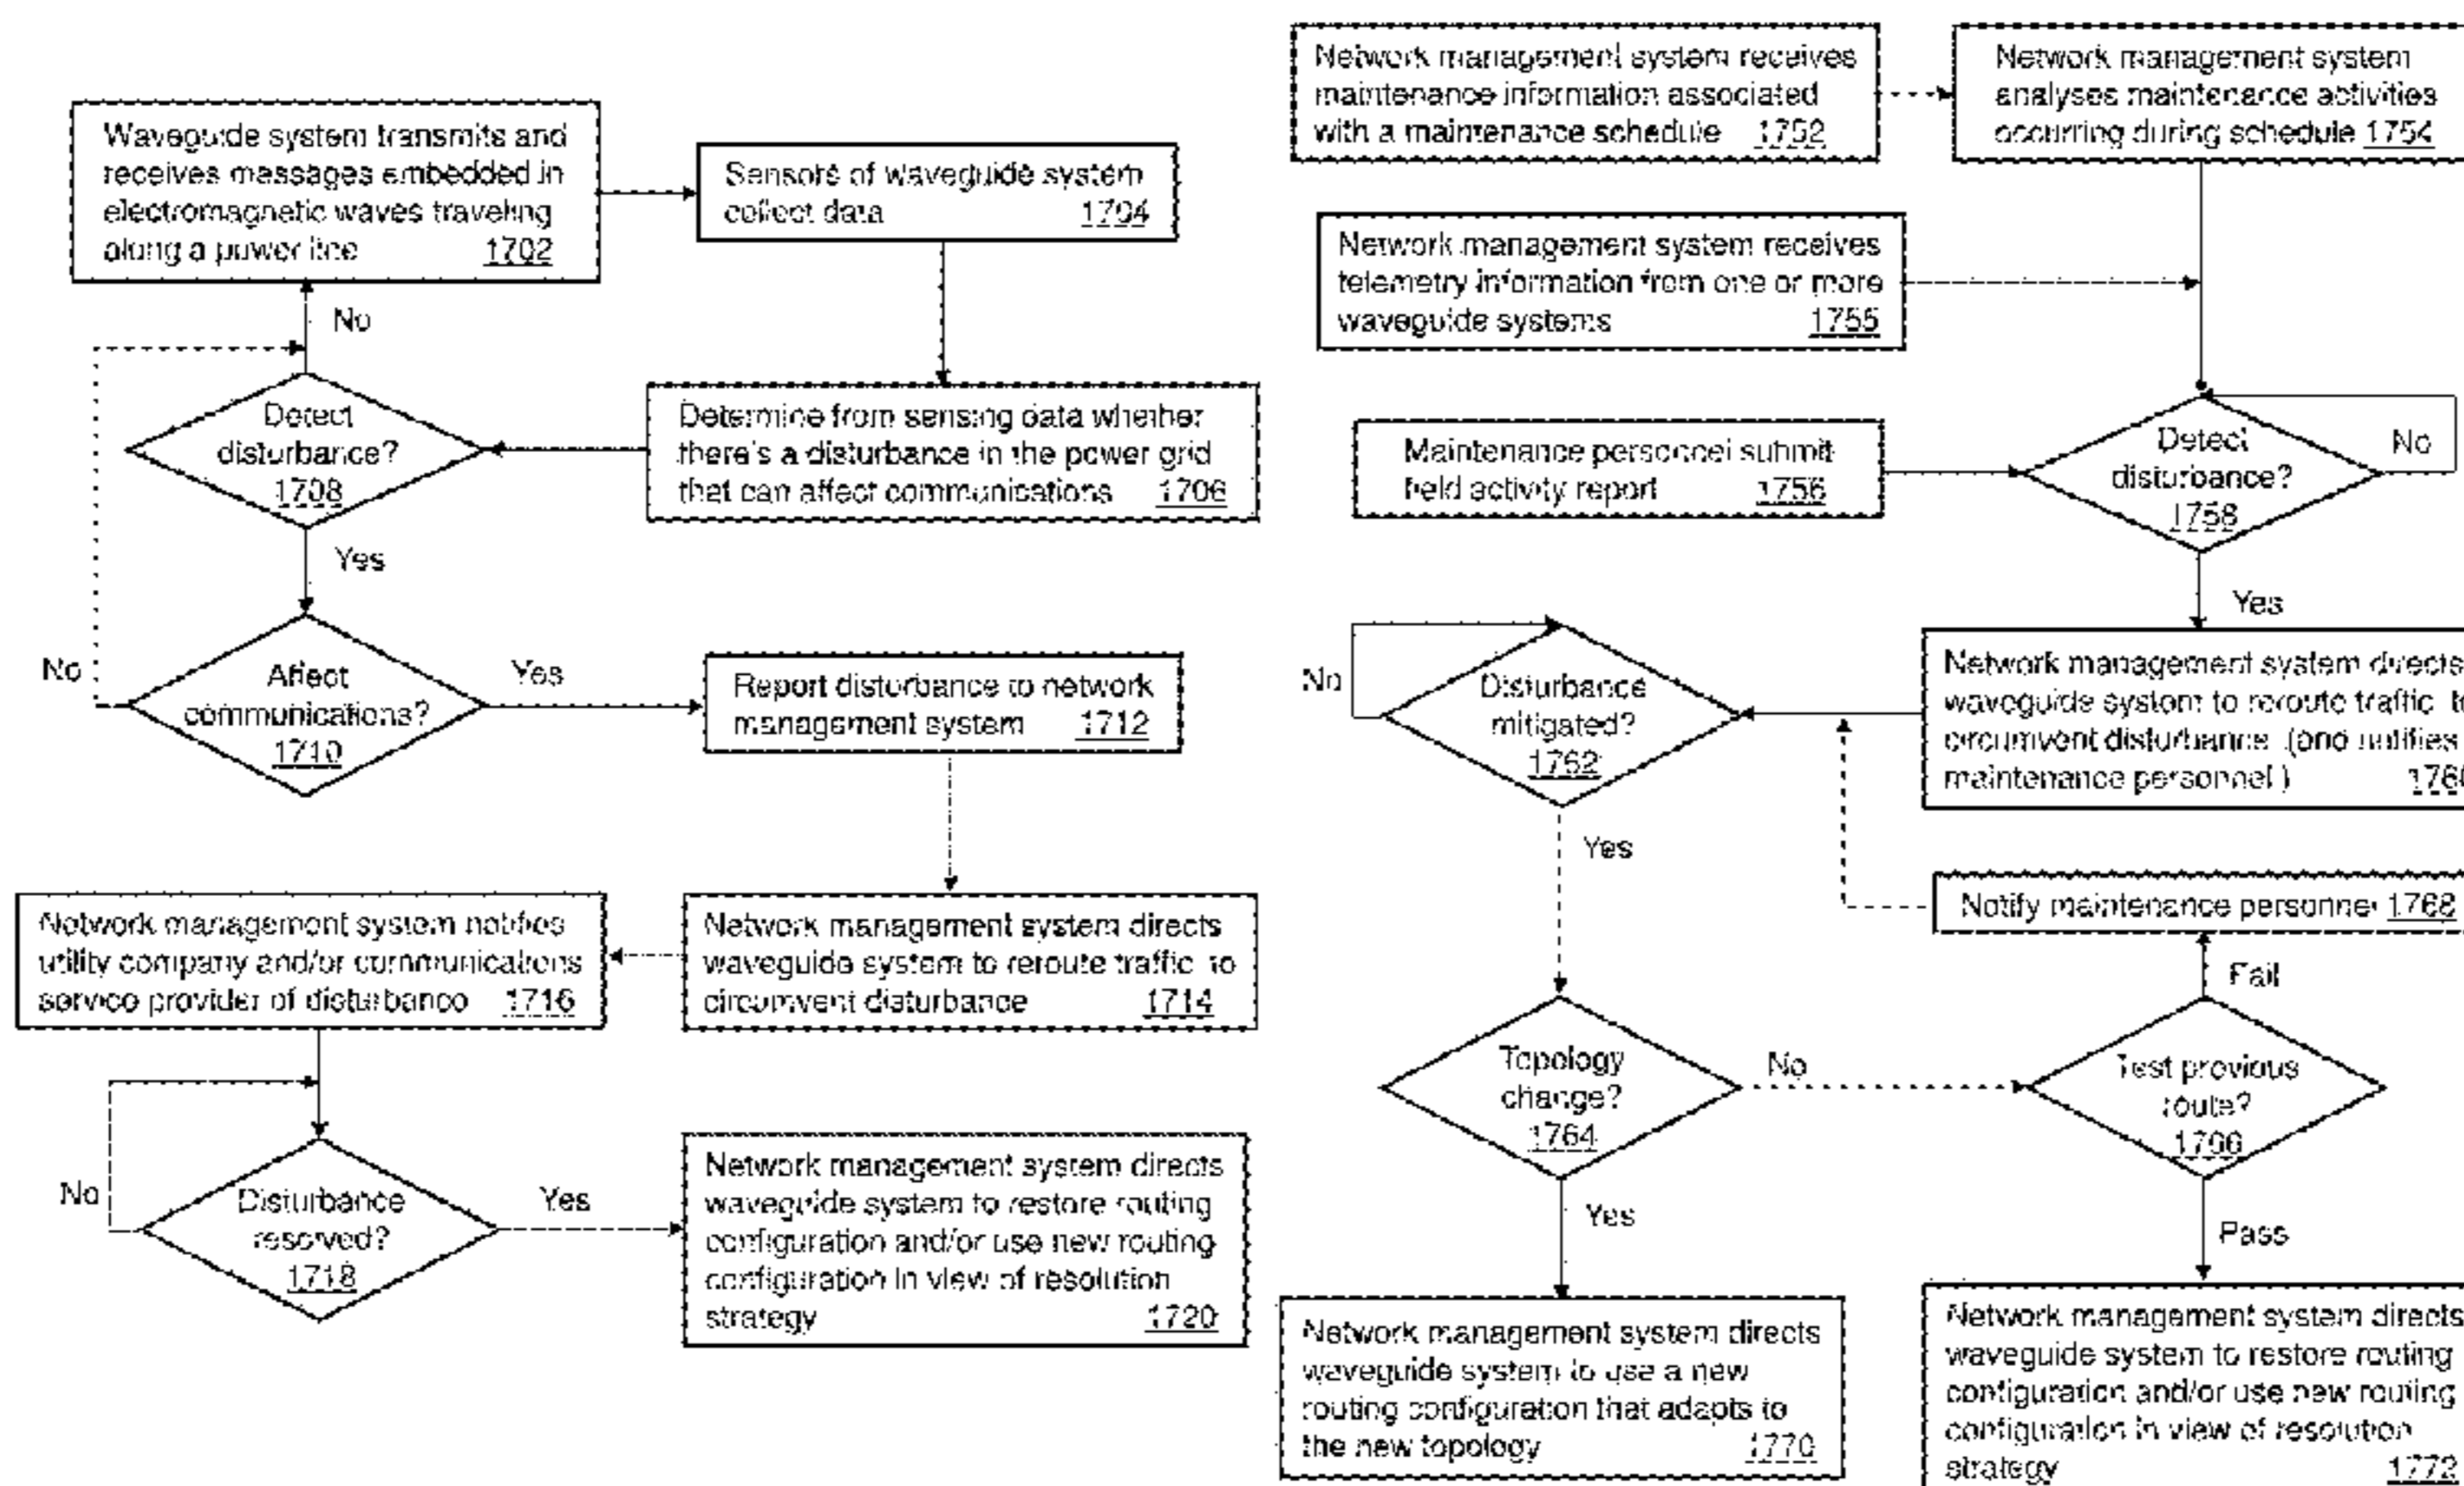 Waveguide system transmits and
receives messages embedded in
electromagnetic waves traveling
along a power line 1702
Sensors of waveguide system
collect data 1704
No
Detect
disturbance?
1708
Determine from sensing data whether
there's a disturbance in the power grid
that can affect communications 1706
Yes
No
Affect
communications?
1710
Yes
Report disturbance to network
management system 1712
Network management system notifies
utility company and/or communications
service provider of disturbance 1716
Network management system directs
waveguide system to reroute traffic to
circumvent disturbance 1714
No
Disturbance
resolved?
1718
Yes
Network management system directs
waveguide system to restore routing
configuration and/or use new routing
configuration in view of resolution
strategy 1720
Network management system receives
maintenance information associated
with a maintenance schedule 1752
Network management system
analyses maintenance activities
occurring during schedule 1754
Network management system receives
telemetry information from one or more
waveguide systems 1755
Maintenance personnel submit
field activity report 1756
Detect
disturbance?
1758
No
Yes
No
Disturbance
mitigated?
1762
Network management system directs
waveguide system to reroute traffic to
circumvent disturbance (and notifies
maintenance personnel) 1760
Yes
Notify maintenance personnel 1768
Fail
Topology
change?
1764
No
Test previous
route?
1766
Yes
Pass
Network management system directs
waveguide system to use a new
routing configuration that adapts to
the new topology 1770
Network management system directs
waveguide system to restore routing
configuration and/or use new routing
configuration in view of resolution
strategy 1772